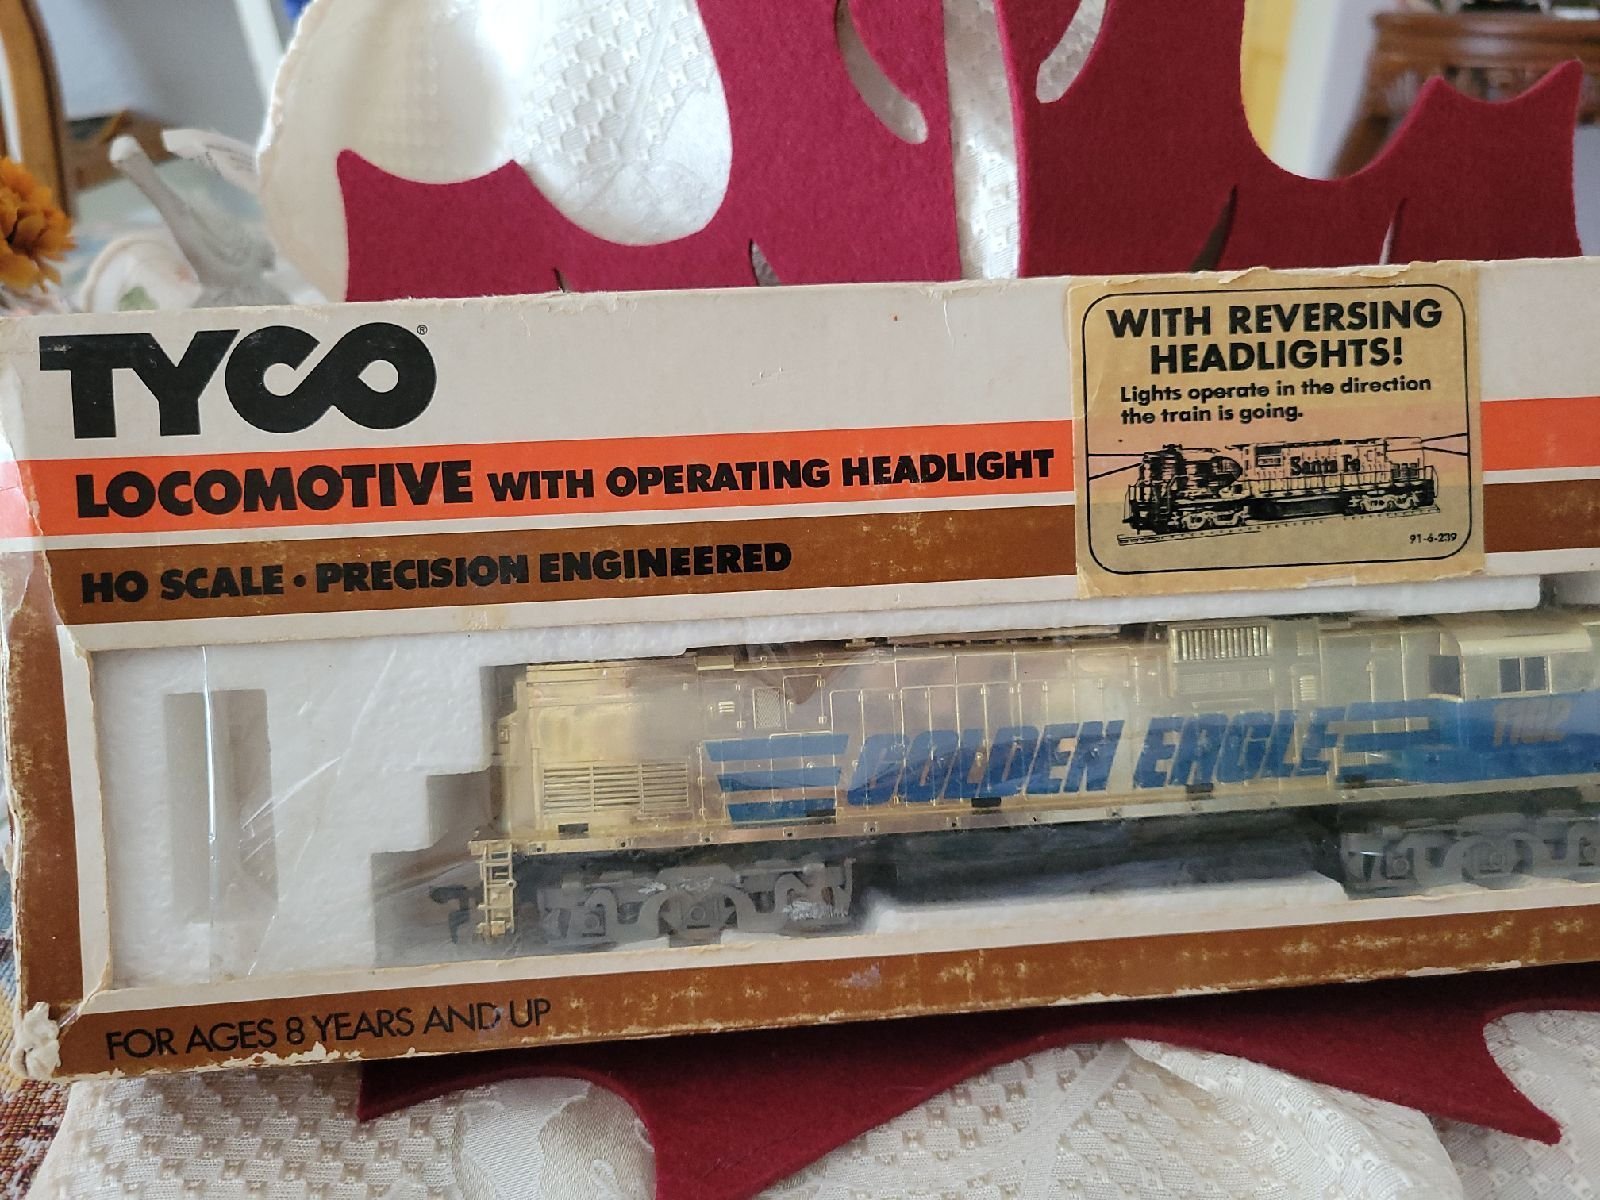 TYCO®
LOCOMOTIVE WITH OPERATING HEADLIGHT
HO SCALE • PRECISION ENGINEERED
WITH REVERSING
HEADLIGHTS!
Lights operate in the direction
the train is going.
Santa Fe
91-6-239
GOLDEN EAGLE
1102
FOR AGES 8 YEARS AND UP